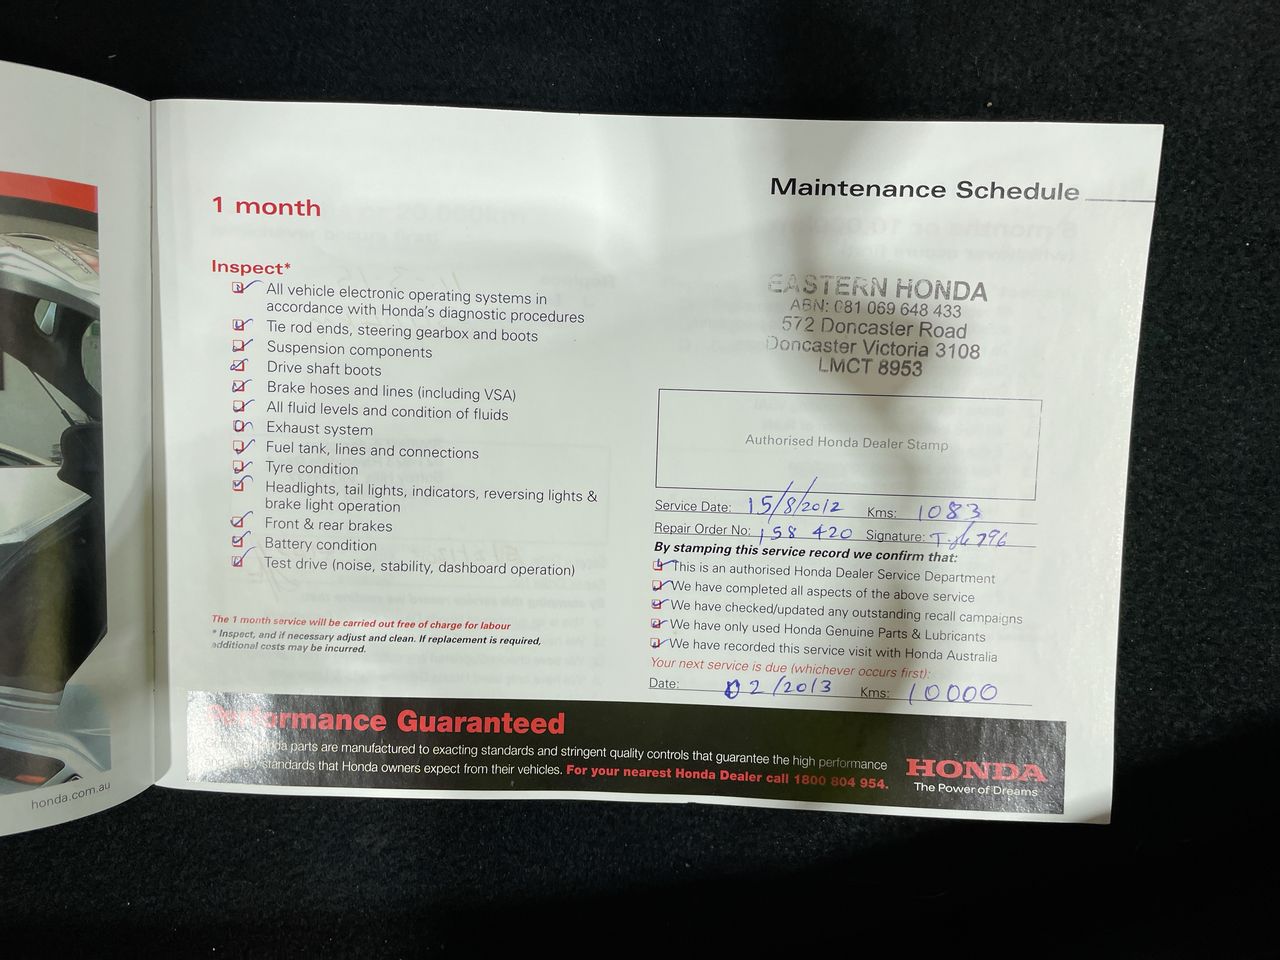 Maintenance Schedule
1 month
Inspect*
All vehicle electronic operating systems in
accordance with Honda's diagnostic procedures
Tie rod ends, steering gearbox and boots
Suspension components
Drive shaft boots
Brake hoses and lines (including VSA)
All fluid levels and condition of fluids
Exhaust system
Fuel tank, lines and connections
Tyre condition
Headlights, tail lights, indicators, reversing lights &
brake light operation
Front & rear brakes
Battery condition
Test drive (noise, stability, dashboard operation)
The 1 month service will be carried out free of charge for labour
* Inspect, and if necessary adjust and clean. If replacement is required,
additional costs may be incurred.
EASTERN HONDA
ABN: 081 069 648 433
572 Doncaster Road
Doncaster Victoria 3108
LMCT 8953
Authorised Honda Dealer Stamp
Service Date: 15/8/2012 Kms: 1083
Repair Order No: 158 420 Signature:
By stamping this service record we confirm that:
This is an authorised Honda Dealer Service Department
We have completed all aspects of the above service
We have checked/updated any outstanding recall campaigns
We have only used Honda Genuine Parts & Lubricants
We have recorded this service visit with Honda Australia
Your next service is due (whichever occurs first):
Date: 02/2013 Kms: 10000
Performance Guaranteed
Honda parts are manufactured to exacting standards and stringent quality controls that guarantee the high performance
standards that Honda owners expect from their vehicles. For your nearest Honda Dealer call 1800 804 954.
HONDA
The Power of Dreams
honda.com.au